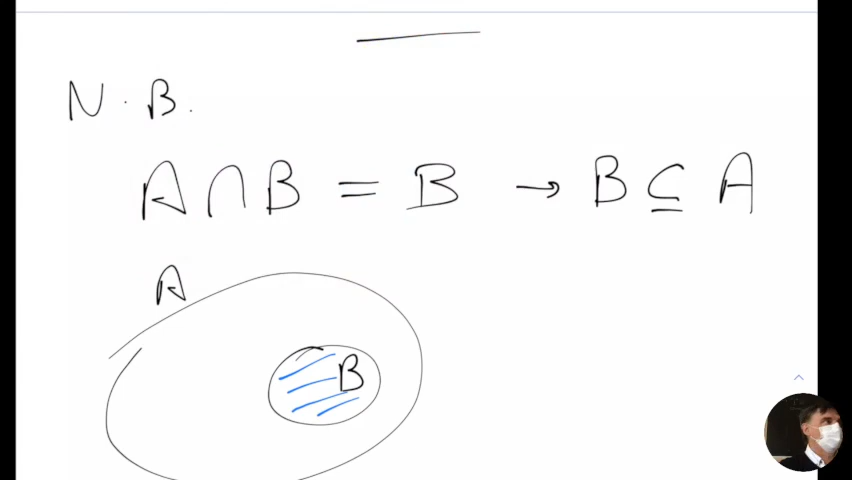 N.B.
A ∩ B = B → B ⊆ A
A
B